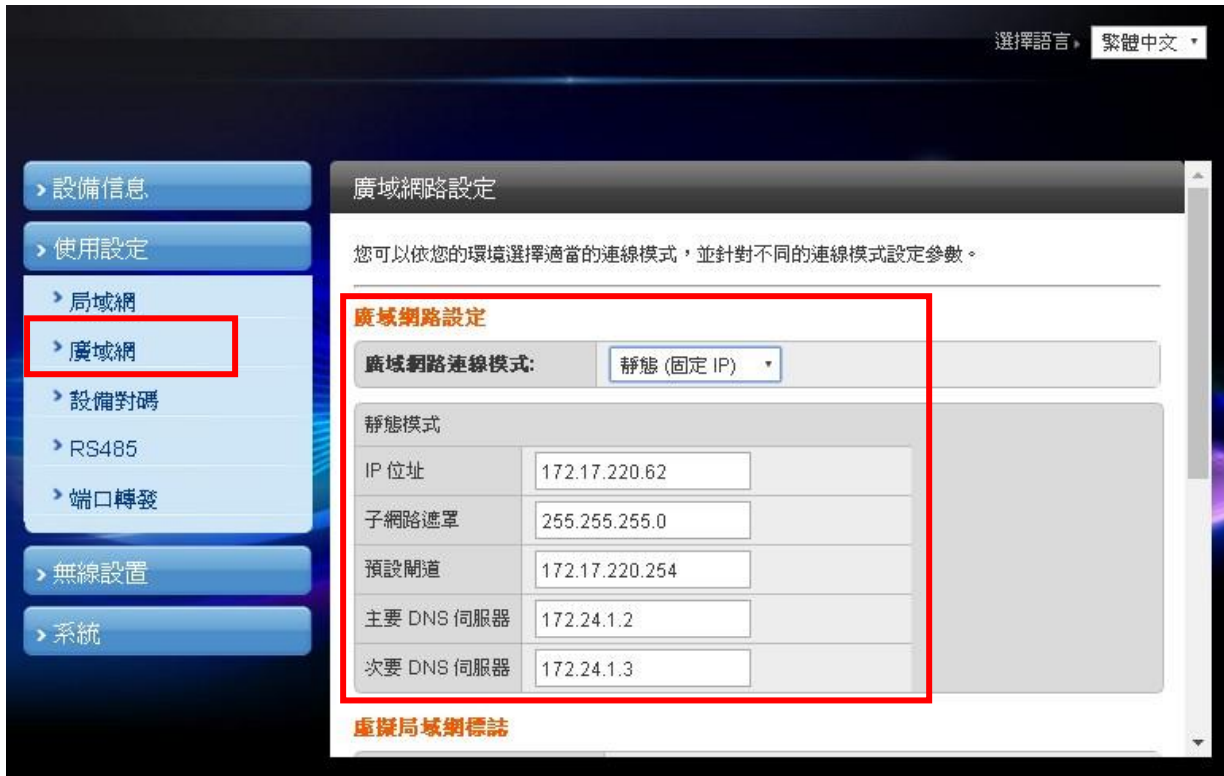 選擇語言 繁體中文
設備信息
使用設定
局域網
廣域網
設備對碼
RS485
端口轉發
無線設置
系統
廣域網路設定
您可以依您的環境選擇適當的連線模式，並針對不同的連線模式設定參數。
廣域網路設定
廣域網路連線模式: 靜態 (固定 IP)
靜態模式
IP 位址 172.17.220.62
子網路遮罩 255.255.255.0
預設閘道 172.17.220.254
主要 DNS 伺服器 172.24.1.2
次要 DNS 伺服器 172.24.1.3
虛擬局域網標誌